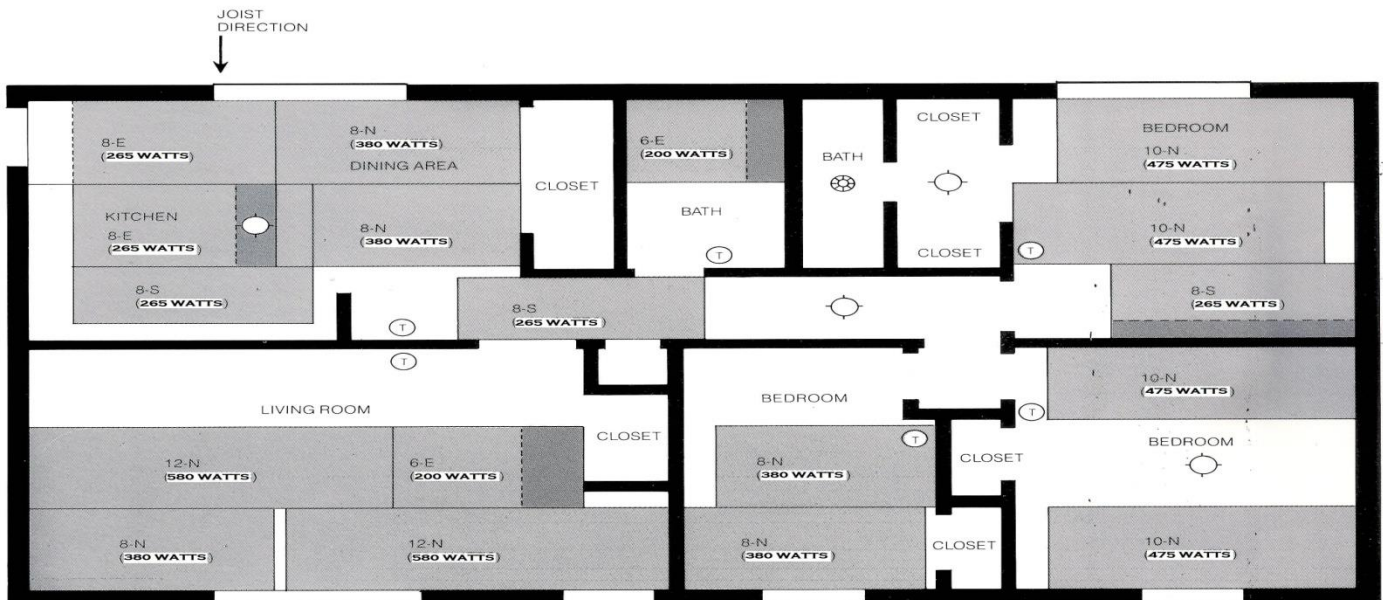 JOIST
DIRECTION
8-E
(265 WATTS)
8-N
(380 WATTS)
DINING AREA
CLOSET
6-E
(200 WATTS)
BATH
T
BATH
CLOSET
CLOSET
BEDROOM
10-N
(475 WATTS)
KITCHEN
8-E
(265 WATTS)
8-N
(380 WATTS)
T
10-N
(475 WATTS)
8-S
(265 WATTS)
8-S
(265 WATTS)
8-S
(265 WATTS)
T
T
LIVING ROOM
BEDROOM
10-N
(475 WATTS)
T
12-N
(580 WATTS)
6-E
(200 WATTS)
CLOSET
8-N
(380 WATTS)
T
CLOSET
BEDROOM
8-N
(380 WATTS)
12-N
(580 WATTS)
8-N
(380 WATTS)
CLOSET
10-N
(475 WATTS)